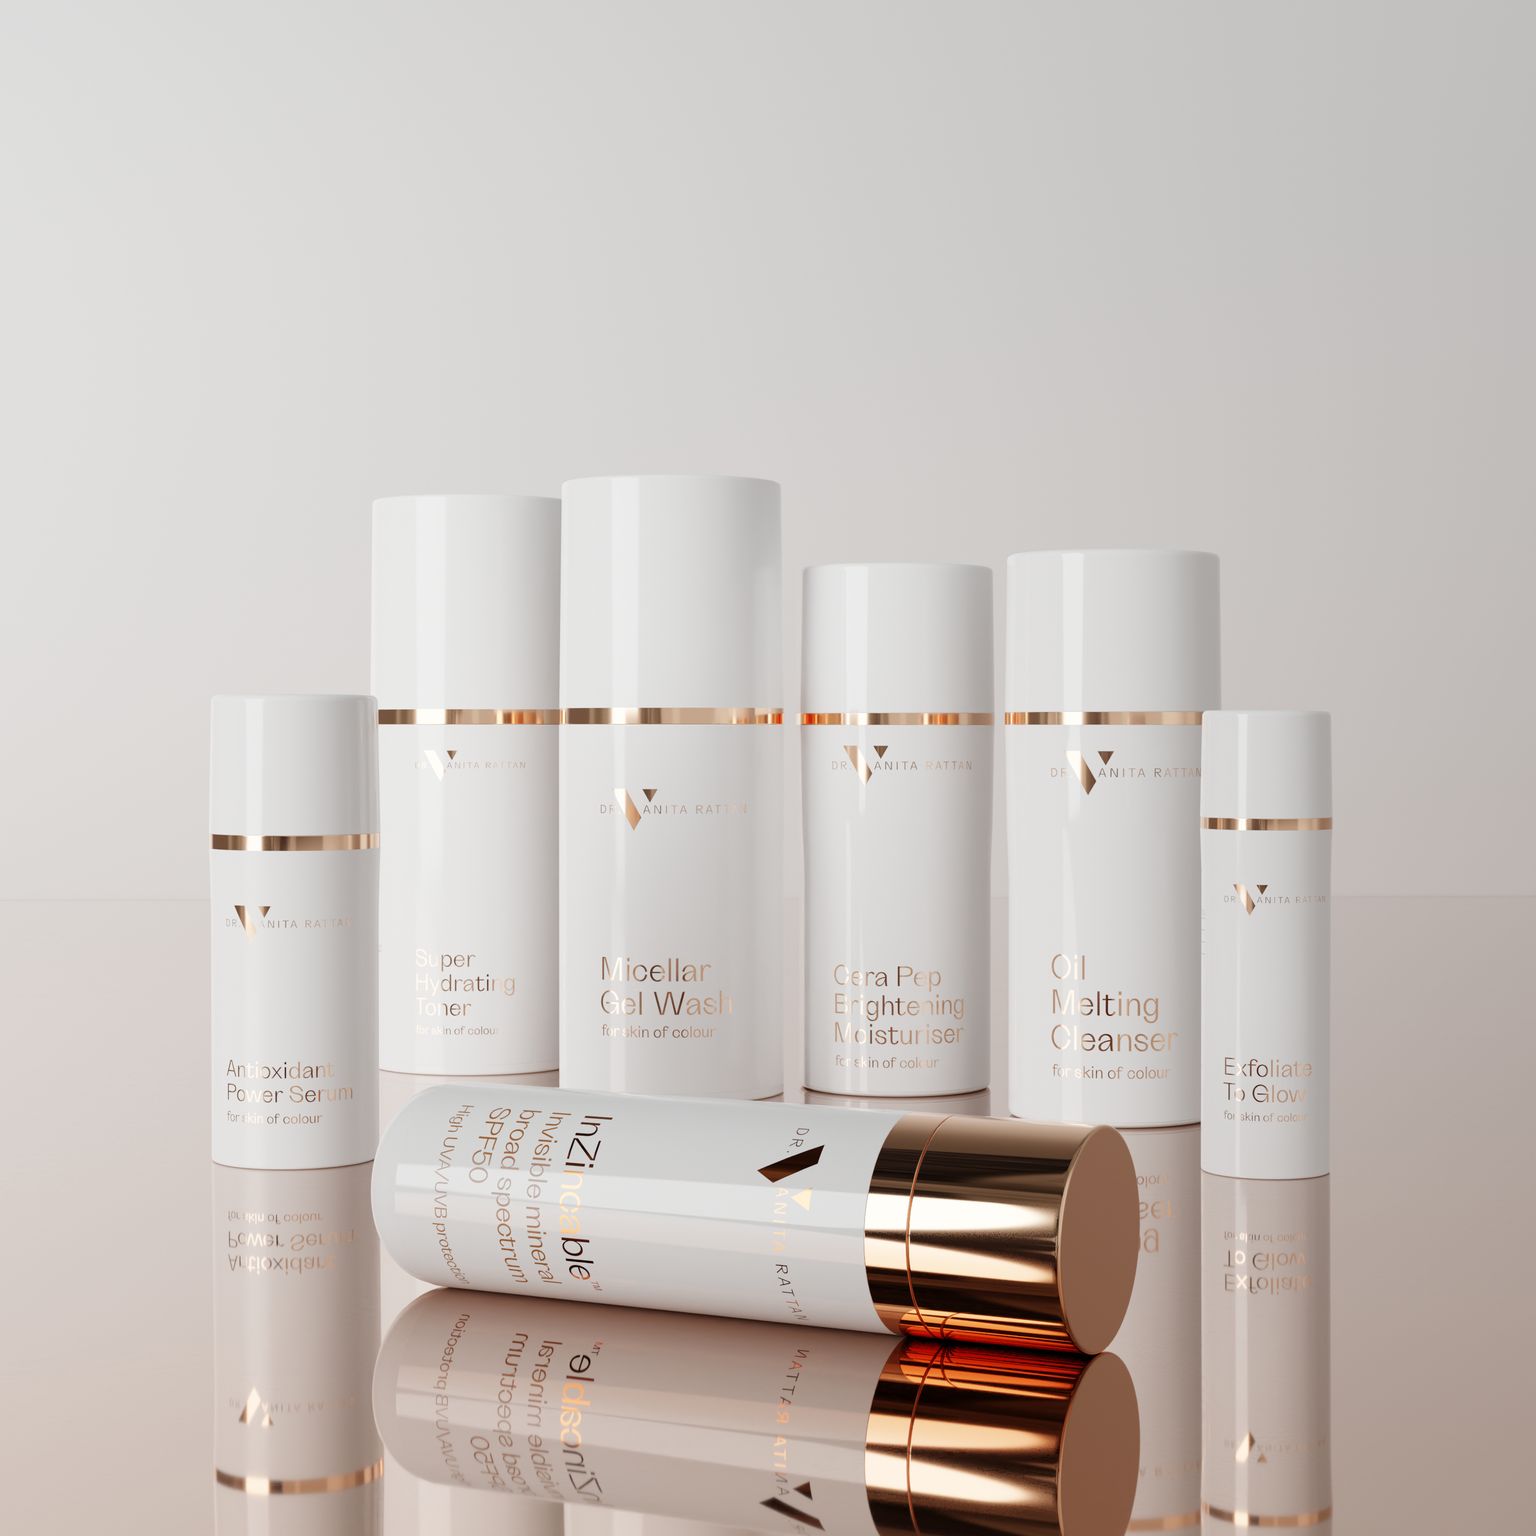 DR. VANITA RATTAN
Antioxidant
Power Serum
for skin of colour
DR. VANITA RATTAN
Super
Hydrating
Toner
for skin of colour
DR. VANITA RATTAN
Micellar
Gel Wash
for skin of colour
DR. VANITA RATTAN
Cera Pep
Brightening
Moisturiser
for skin of colour
DR. VANITA RATTAN
Oil
Melting
Cleanser
for skin of colour
DR. VANITA RATTAN
Exfoliate
To Glow
for skin of colour
DR. VANITA RATTAN
InZincable™
Invisible mineral
broad spectrum
SPF50
High UVA/UVB protection